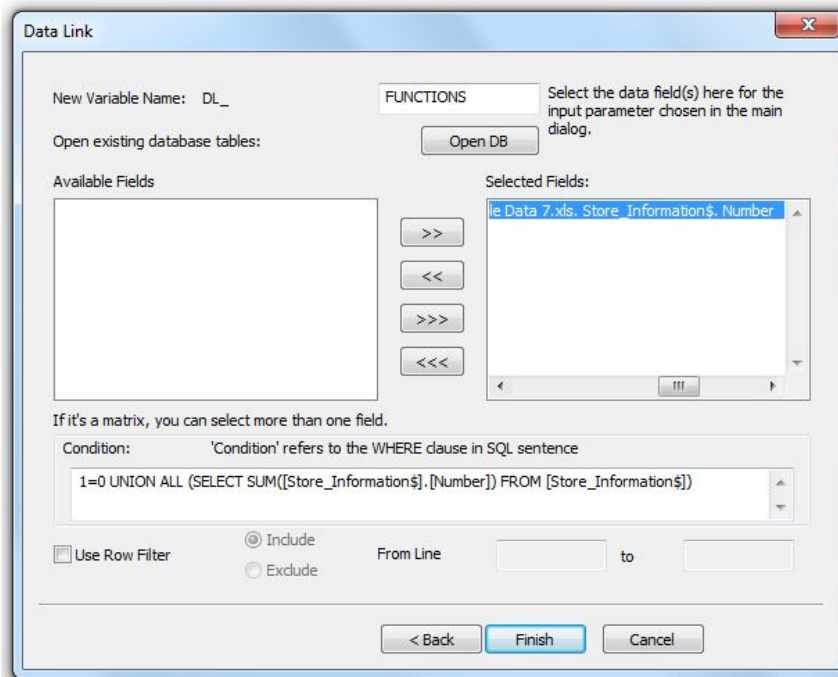 Data Link
New Variable Name: DL_
FUNCTIONS
Select the data field(s) here for the
input parameter chosen in the main
dialog.
Open existing database tables:
Open DB
Available Fields
Selected Fields:
le Data 7.xls. Store_Information$. Number
>>
<<
>>>
<<<
If it's a matrix, you can select more than one field.
Condition: 'Condition' refers to the WHERE clause in SQL sentence
1=0 UNION ALL (SELECT SUM([Store_Information$].[Number]) FROM [Store_Information$])
Use Row Filter
Include
Exclude
From Line
to
< Back
Finish
Cancel